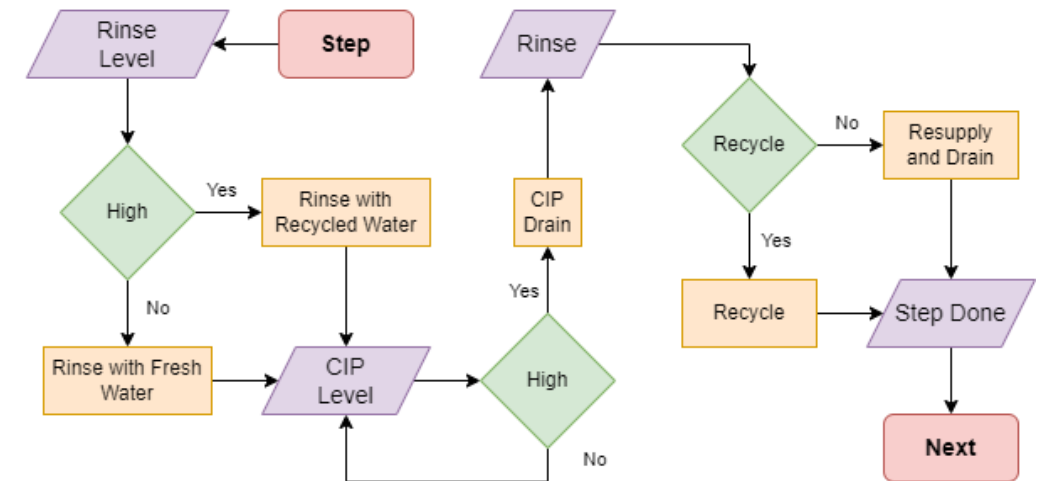 Rinse
Level
Step
High
Yes
Rinse with
Recycled Water
No
Rinse with Fresh
Water
CIP
Level
High
No
Yes
CIP
Drain
Rinse
Recycle
No
Resupply
and Drain
Yes
Recycle
Step Done
Next